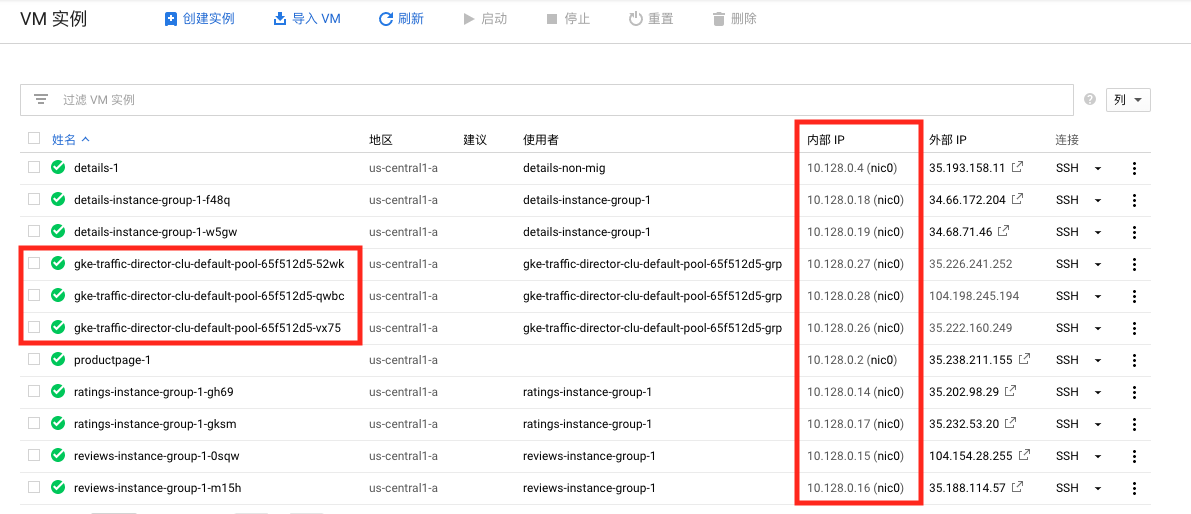 VM 实例 创建实例 导入 VM 刷新 启动 停止 重置 删除
过滤 VM 实例 ? 列
姓名 地区 建议 使用者 内部 IP 外部 IP 连接
details-1 us-central1-a details-non-mig 10.128.0.4 (nic0) 35.193.158.11 SSH
details-instance-group-1-f48q us-central1-a details-instance-group-1 10.128.0.18 (nic0) 34.66.172.204 SSH
details-instance-group-1-w5gw us-central1-a details-instance-group-1 10.128.0.19 (nic0) 34.68.71.46 SSH
gke-traffic-director-clu-default-pool-65f512d5-52wk us-central1-a gke-traffic-director-clu-default-pool-65f512d5-grp 10.128.0.27 (nic0) 35.226.241.252 SSH
gke-traffic-director-clu-default-pool-65f512d5-qwbc us-central1-a gke-traffic-director-clu-default-pool-65f512d5-grp 10.128.0.28 (nic0) 104.198.245.194 SSH
gke-traffic-director-clu-default-pool-65f512d5-vx75 us-central1-a gke-traffic-director-clu-default-pool-65f512d5-grp 10.128.0.26 (nic0) 35.222.160.249 SSH
productpage-1 us-central1-a 10.128.0.2 (nic0) 35.238.211.155 SSH
ratings-instance-group-1-gh69 us-central1-a ratings-instance-group-1 10.128.0.14 (nic0) 35.202.98.29 SSH
ratings-instance-group-1-gksm us-central1-a ratings-instance-group-1 10.128.0.17 (nic0) 35.232.53.20 SSH
reviews-instance-group-1-0sqw us-central1-a reviews-instance-group-1 10.128.0.15 (nic0) 104.154.28.255 SSH
reviews-instance-group-1-m15h us-central1-a reviews-instance-group-1 10.128.0.16 (nic0) 35.188.114.57 SSH